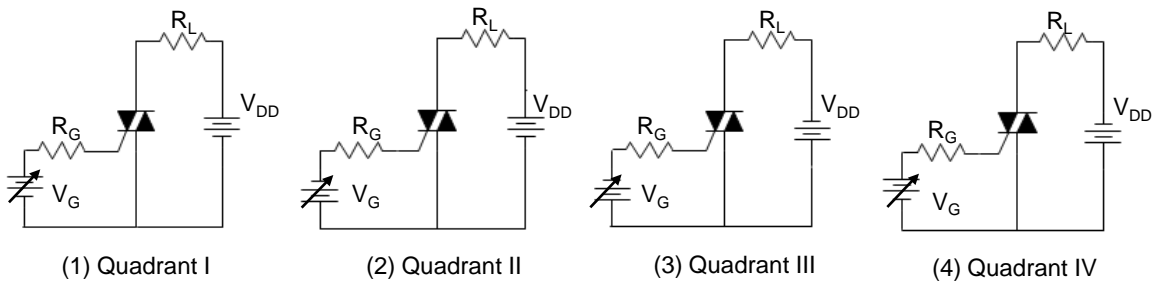 R_L
V_DD
R_G
V_G
(1) Quadrant I
R_L
V_DD
R_G
V_G
(2) Quadrant II
R_L
V_DD
R_G
V_G
(3) Quadrant III
R_L
V_DD
R_G
V_G
(4) Quadrant IV